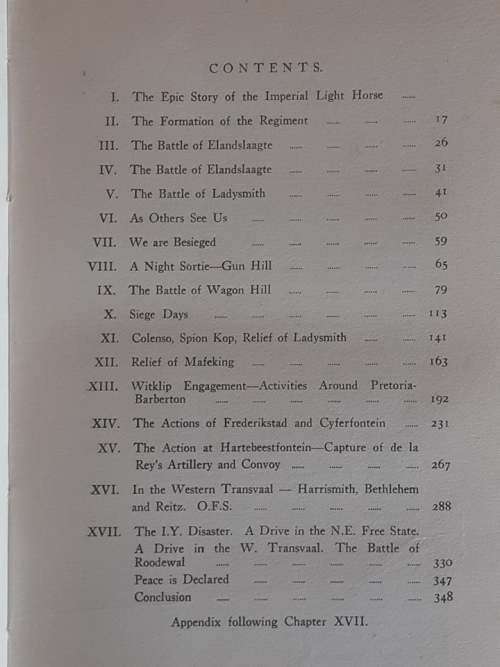 CONTENTS.
I. The Epic Story of the Imperial Light Horse ......
II. The Formation of the Regiment ...... ...... ...... 17
III. The Battle of Elandslaagte ...... ...... ...... ...... 26
IV. The Battle of Elandslaagte ...... ...... ...... ...... 31
V. The Battle of Ladysmith ...... ...... ...... ...... 41
VI. As Others See Us ...... ...... ...... ...... ...... 50
VII. We are Besieged ...... ...... ...... ...... ...... 59
VIII. A Night Sortie—Gun Hill ...... ...... ...... ...... 65
IX. The Battle of Wagon Hill ...... ...... ...... ...... 79
X. Siege Days ...... ...... ...... ...... ...... ...... 113
XI. Colenso, Spion Kop, Relief of Ladysmith ...... ...... 141
XII. Relief of Mafeking ...... ...... ...... ...... ...... 163
XIII. Witklip Engagement—Activities Around Pretoria-
Barberton ...... ...... ...... ...... ...... ...... 192
XIV. The Actions of Frederikstad and Cyferfontein ...... 231
XV. The Action at Hartebeestfontein—Capture of de la
Rey's Artillery and Convoy ...... ...... ...... ...... 267
XVI. In the Western Transvaal — Harrismith, Bethlehem
and Reitz. O.F.S. ...... ...... ...... ...... ...... 288
XVII. The I.Y. Disaster. A Drive in the N.E. Free State.
A Drive in the W. Transvaal. The Battle of
Roodewal ...... ...... ...... ...... ...... ...... 330
Peace is Declared ...... ...... ...... ...... ...... 347
Conclusion ...... ...... ...... ...... ...... ...... 348
Appendix following Chapter XVII.